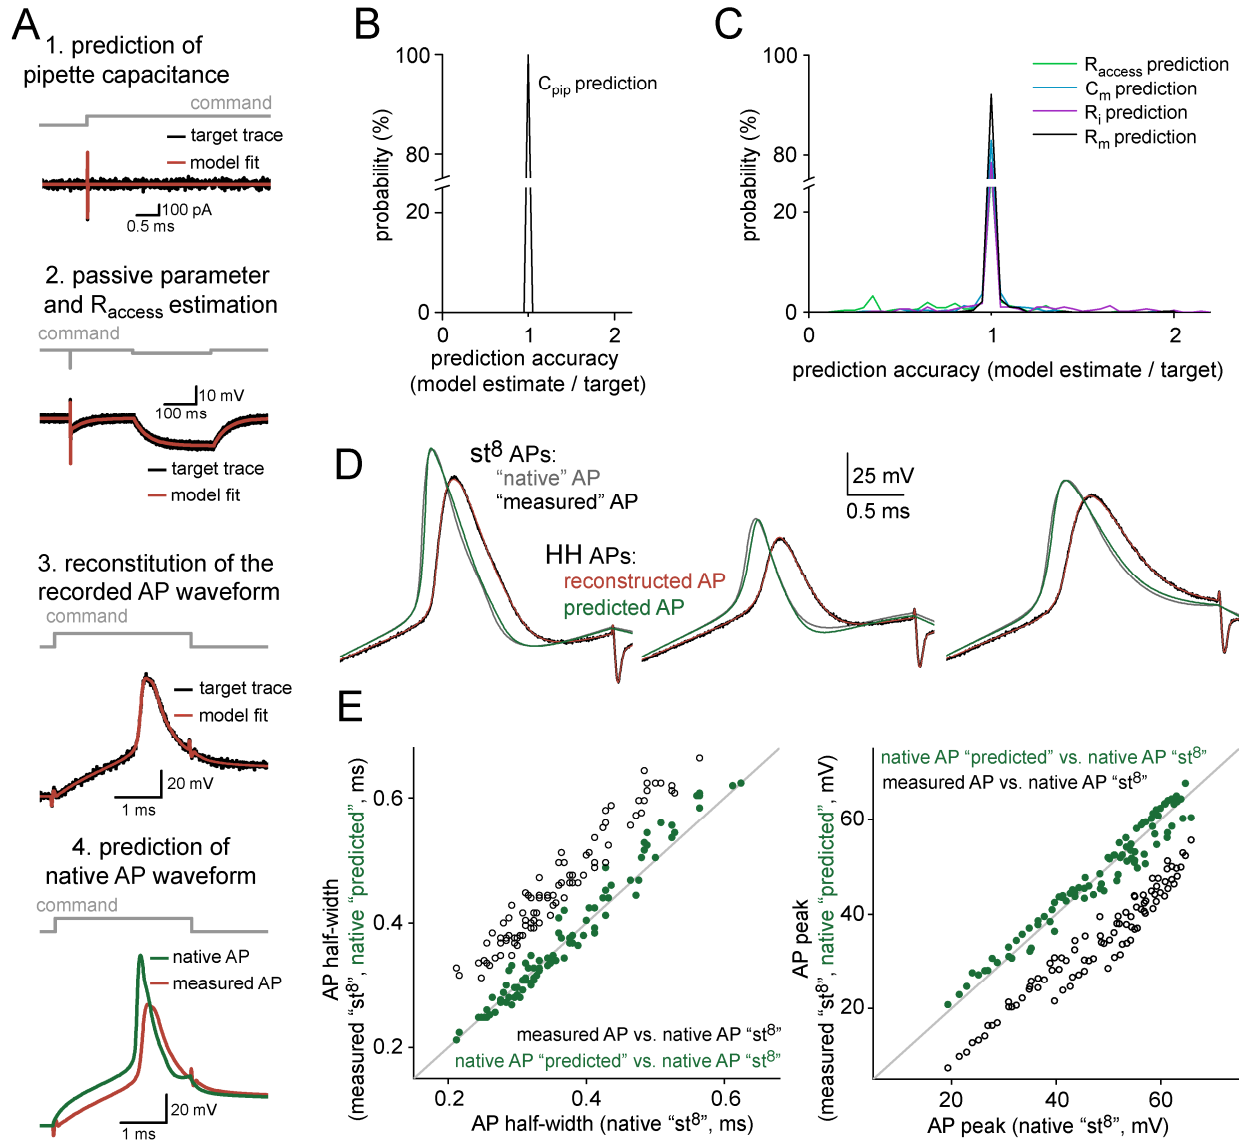 A
1. prediction of
pipette capacitance
command
target trace
model fit
100 pA
0.5 ms
2. passive parameter
and Raccess estimation
command
10 mV
100 ms
target trace
model fit
3. reconstitution of the
recorded AP waveform
command
target trace
model fit
20 mV
1 ms
4. prediction of
native AP waveform
command
native AP
measured AP
20 mV
1 ms
B
100
80
20
0
probability (%)
Cpip prediction
0
1
2
prediction accuracy
(model estimate / target)
C
100
80
20
0
probability (%)
Raccess prediction
Cm prediction
Ri prediction
Rm prediction
1
2
prediction accuracy (model estimate / target)
D
st8 APs:
"native" AP
"measured" AP
HH APs:
reconstructed AP
predicted AP
25 mV
0.5 ms
E
AP half-width
(measured "st8", native "predicted", ms)
0.6
0.4
0.2
measured AP vs. native AP "st8"
native AP "predicted" vs. native AP "st8"
0.2
0.4
0.6
AP half-width (native "st8", ms)
AP peak
(measured "st8", native "predicted", mV)
native AP "predicted" vs. native AP "st8"
measured AP vs. native AP "st8"
60
40
20
20
40
60
AP peak (native "st8", mV)